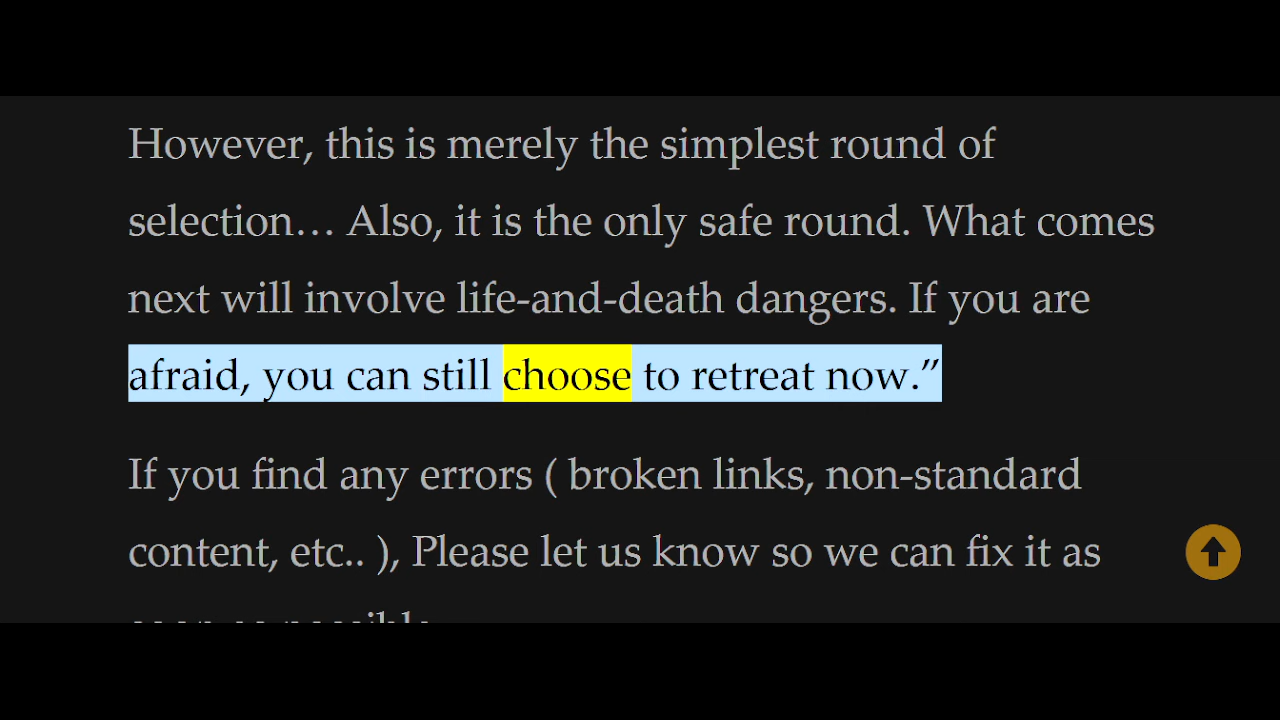 However, this is merely the simplest round of
selection… Also, it is the only safe round. What comes
next will involve life-and-death dangers. If you are
afraid, you can still choose to retreat now.”
If you find any errors ( broken links, non-standard
content, etc.. ), Please let us know so we can fix it as
soon as possible